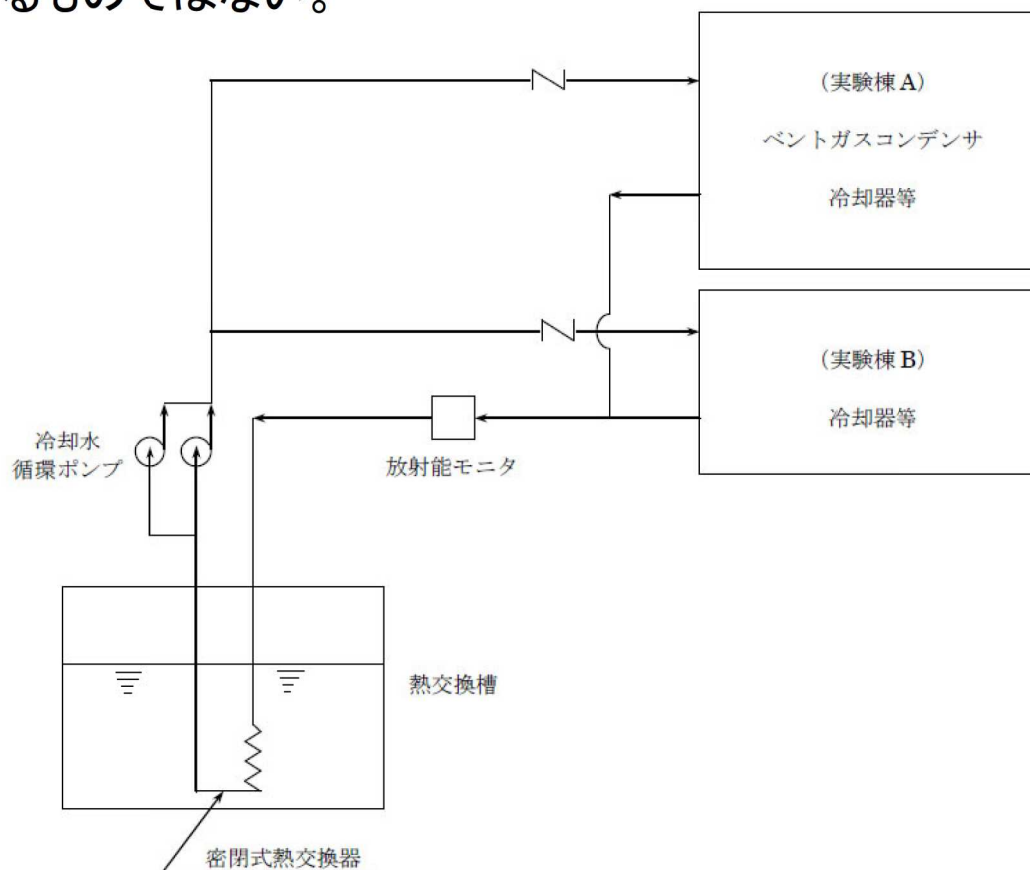 るものではない。
（実験棟 A）
ベントガスコンデンサ
冷却器等
（実験棟 B）
冷却器等
冷却水
循環ポンプ
放射能モニタ
熱交換槽
密閉式熱交換器